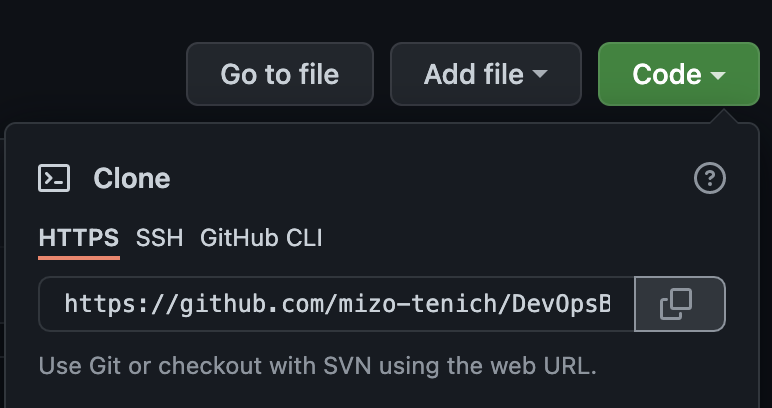 Go to file Add file Code
Clone
HTTPS SSH GitHub CLI
https://github.com/mizo-tenich/DevOpsB
Use Git or checkout with SVN using the web URL.